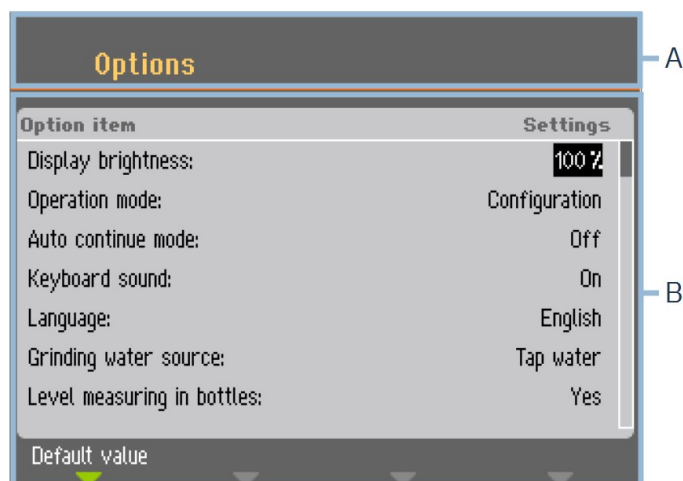 Options
A
Option item Settings
Display brightness: 100 %
Operation mode: Configuration
Auto continue mode: Off
Keyboard sound: On
B
Language: English
Grinding water source: Tap water
Level measuring in bottles: Yes
Default value